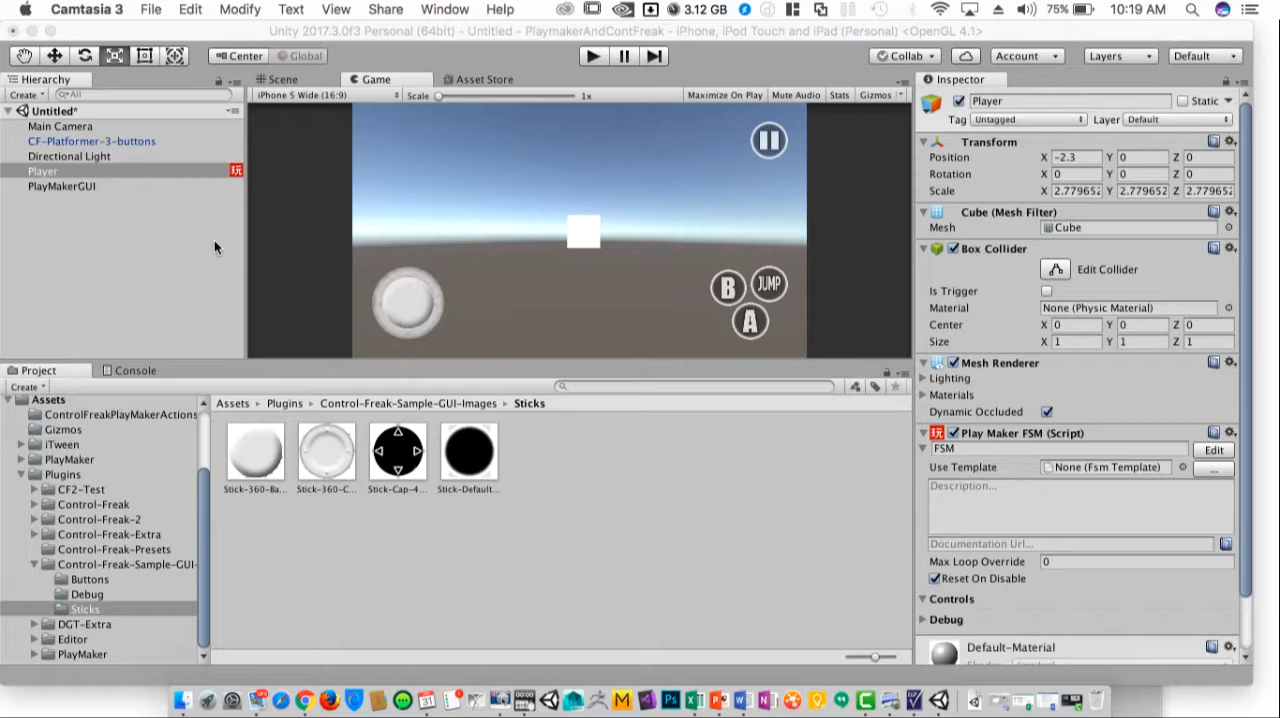 Camtasia 3 File Edit Modify Text View Share Window Help 3.12 GB 75% 10:19 AM
Unity 2017.3.0f3 Personal (64bit) - Untitled - PlaymakerAndContFreak - iPhone, iPod Touch and iPad (Personal) <OpenGL 4.1>
Center Global Collab Account Layers Default
Hierarchy Scene Game Asset Store Inspector
Create All iPhone 5 Wide (16:9) Scale 1x Maximize On Play Mute Audio Stats Gizmos
Player Static
Untitled*
Tag Untagged Layer Default
Main Camera
CF-Platformer-3-buttons
Directional Light
Player 玩
PlayMakerGUI
Transform
Position X -2.3 Y 0 Z 0
Rotation X 0 Y 0 Z 0
Scale X 2.779652 Y 2.779652 Z 2.779652
Cube (Mesh Filter)
Mesh Cube
Box Collider
Edit Collider
Is Trigger
Material None (Physic Material)
Center X 0 Y 0 Z 0
Size X 1 Y 1 Z 1
B JUMP
A
Mesh Renderer
Lighting
Materials
Dynamic Occluded
玩 Play Maker FSM (Script)
FSM Edit
Use Template None (Fsm Template) ...
Description...
Documentation Url...
Max Loop Override 0
Reset On Disable
Controls
Debug
Default-Material
Project Console
Create
Assets
ControlFreakPlayMakerActions
Gizmos
iTween
PlayMaker
Plugins
CF2-Test
Control-Freak
Control-Freak-2
Control-Freak-Extra
Control-Freak-Presets
Control-Freak-Sample-GUI-
Buttons
Debug
Sticks
DGT-Extra
Editor
PlayMaker
Assets Plugins Control-Freak-Sample-GUI-Images Sticks
Stick-360-Ba... Stick-360-C... Stick-Cap-4... Stick-Default...